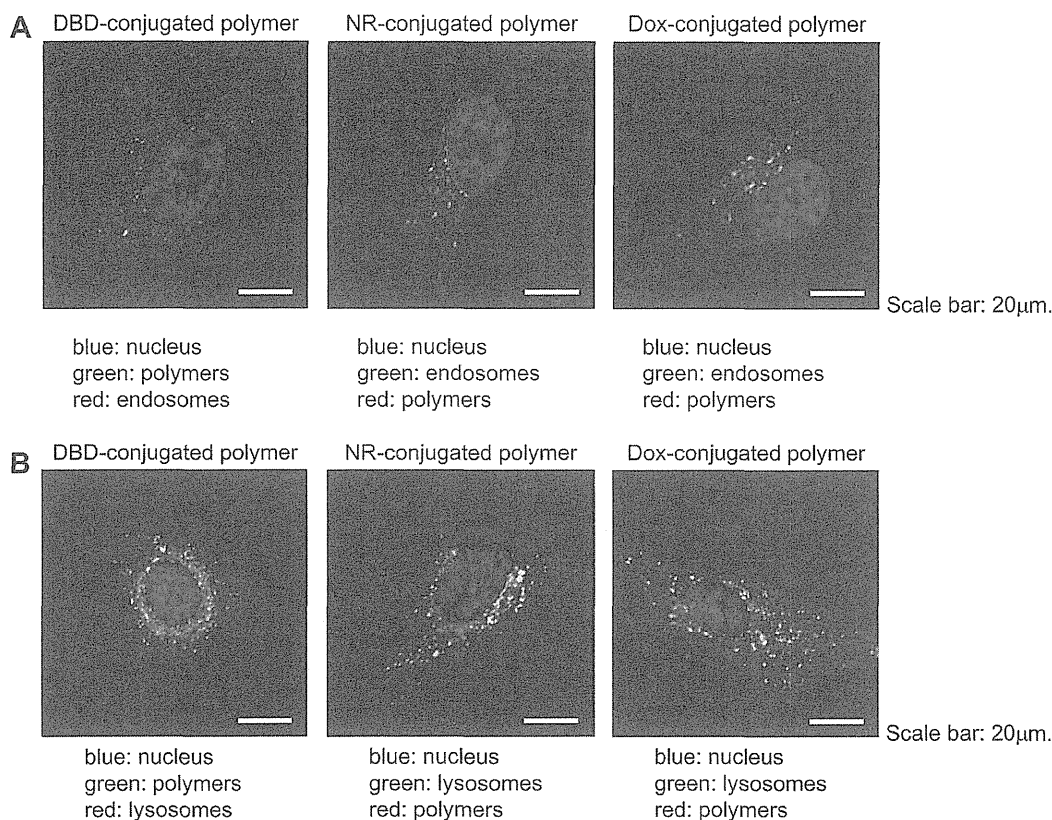 A
DBD-conjugated polymer
NR-conjugated polymer
Dox-conjugated polymer
Scale bar: 20μm.
blue: nucleus
green: polymers
red: endosomes
blue: nucleus
green: endosomes
red: polymers
blue: nucleus
green: endosomes
red: polymers
B
DBD-conjugated polymer
NR-conjugated polymer
Dox-conjugated polymer
Scale bar: 20μm.
blue: nucleus
green: polymers
red: lysosomes
blue: nucleus
green: lysosomes
red: polymers
blue: nucleus
green: lysosomes
red: polymers